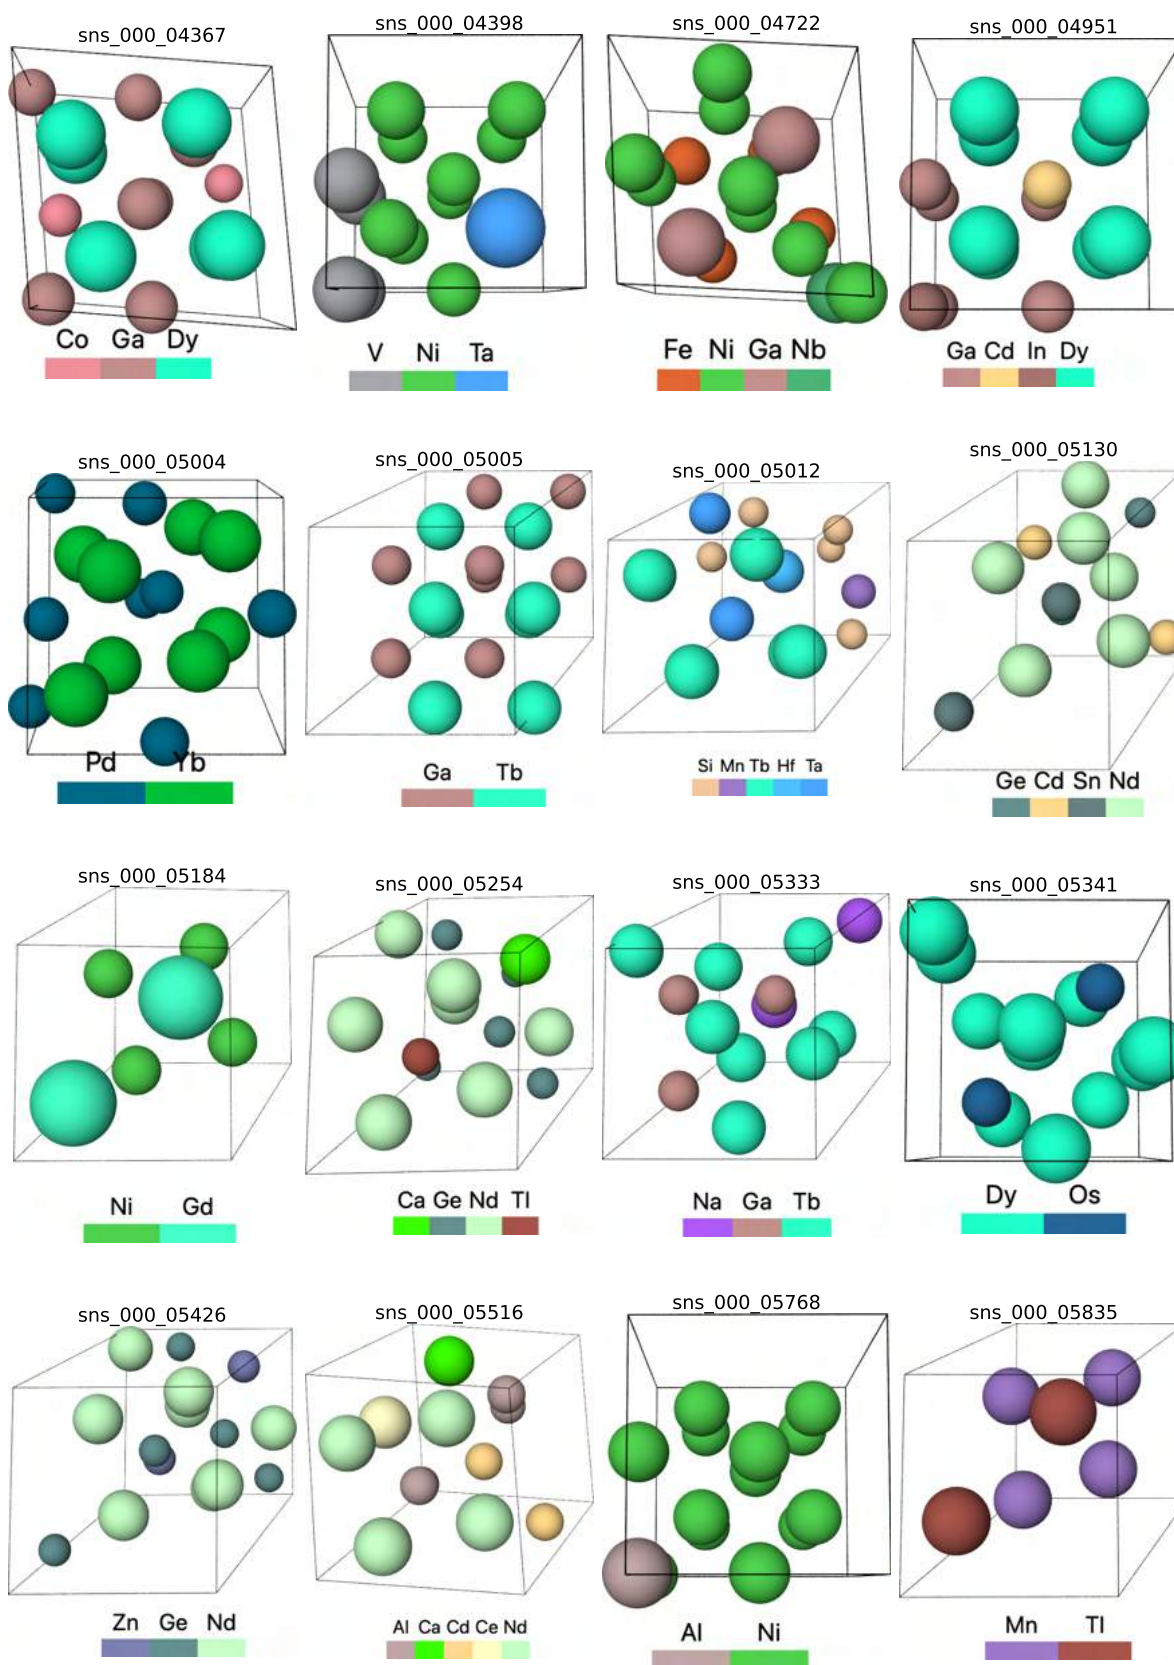 sns_000_04367
sns_000_04398
sns_000_04722
sns_000_04951
Co Ga Dy
V Ni Ta
Fe Ni Ga Nb
Ga Cd In Dy
sns_000_05004
sns_000_05005
sns_000_05012
sns_000_05130
Pd Yb
Ga Tb
Si Mn Tb Hf Ta
Ge Cd Sn Nd
sns_000_05184
sns_000_05254
sns_000_05333
sns_000_05341
Ni Gd
Ca Ge Nd Tl
Na Ga Tb
Dy Os
sns_000_05426
sns_000_05516
sns_000_05768
sns_000_05835
Zn Ge Nd
Al Ca Cd Ce Nd
Al Ni
Mn Tl